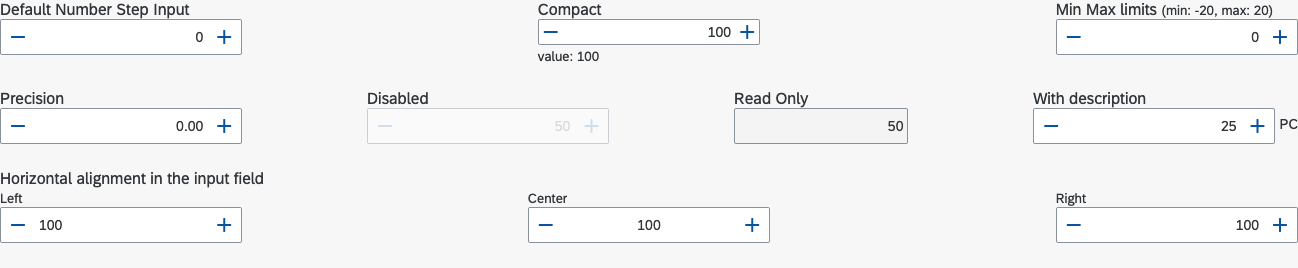 Default Number Step Input
Compact
Min Max limits (min: -20, max: 20)
0
100
0
value: 100
Precision
Disabled
Read Only
With description
0.00
50
50
25 PC
Horizontal alignment in the input field
Left
Center
Right
100
100
100